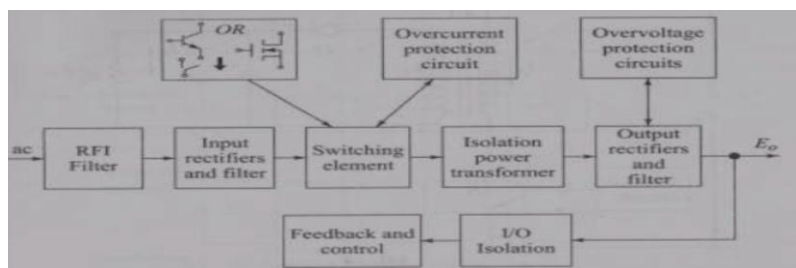 OR
Overcurrent
protection
circuit
Overvoltage
protection
circuits
ac
RFI
Filter
Input
rectifiers
and filter
Switching
element
Isolation
power
transformer
Output
rectifiers
and
filter
Eo
Feedback and
control
I/O
Isolation